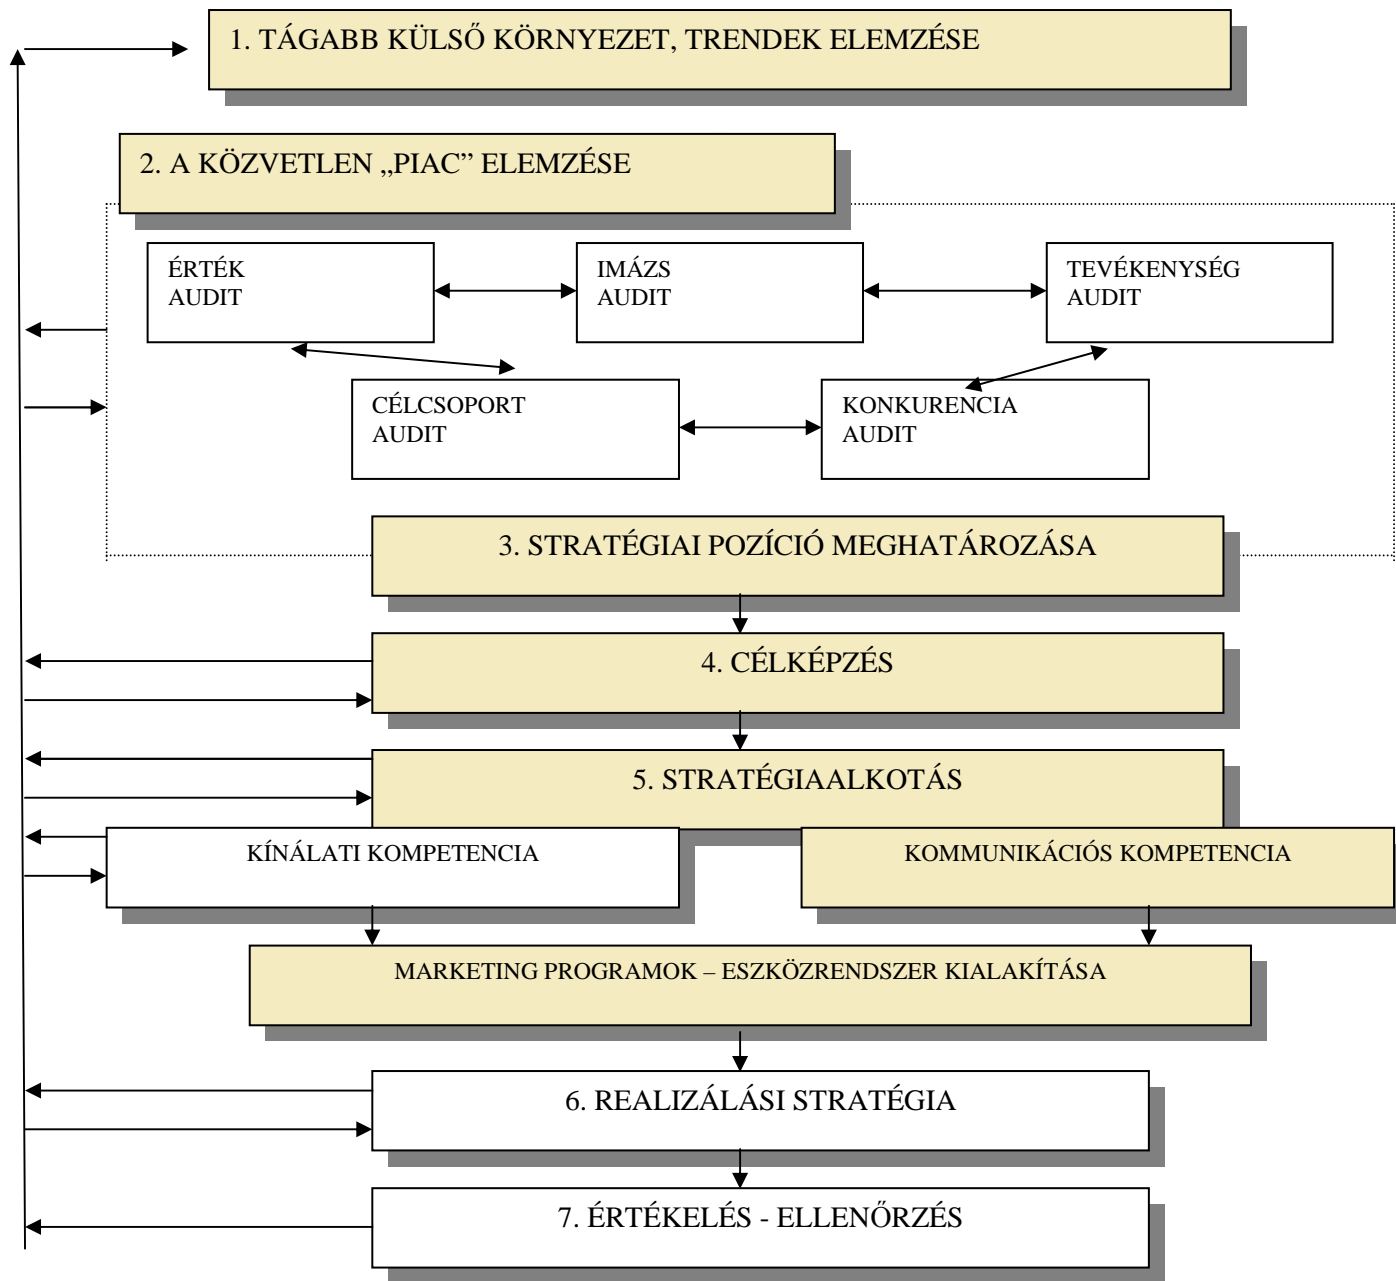 1. TÁGABB KÜLSŐ KÖRNYEZET, TRENDEK ELEMZÉSE
2. A KÖZVETLEN „PIAC” ELEMZÉSE
ÉRTÉK
AUDIT
IMÁZS
AUDIT
TEVÉKENYSÉG
AUDIT
CÉLCSOPORT
AUDIT
KONKURENCIA
AUDIT
3. STRATÉGIAI POZÍCIÓ MEGHATÁROZÁSA
4. CÉLKÉPZÉS
5. STRATÉGIAALKOTÁS
KÍNÁLATI KOMPETENCIA
KOMMUNIKÁCIÓS KOMPETENCIA
MARKETING PROGRAMOK – ESZKÖZRENDSZER KIALAKÍTÁSA
6. REALIZÁLÁSI STRATÉGIA
7. ÉRTÉKELÉS - ELLENŐRZÉS